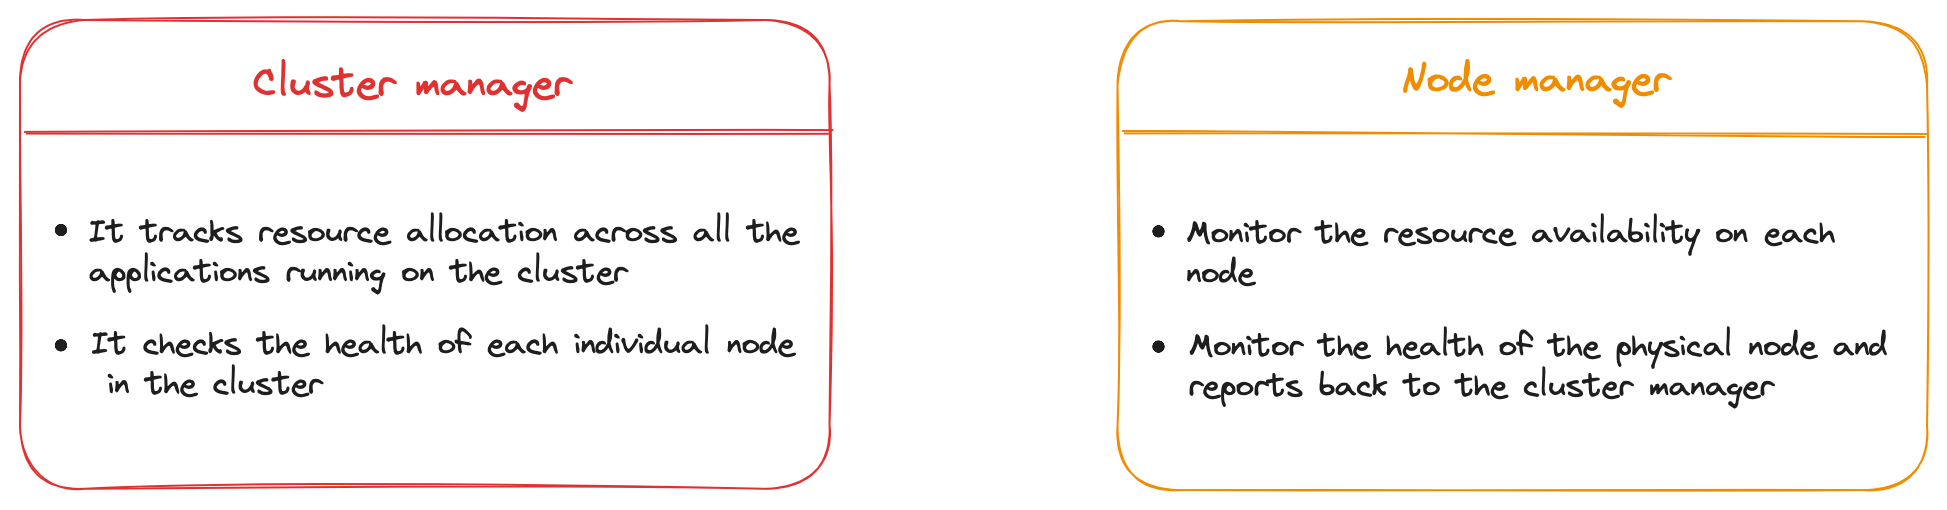 Cluster manager
• It tracks resource allocation across all the
applications running on the cluster
• It checks the health of each individual node
in the cluster
Node manager
• Monitor the resource availability on each
node
• Monitor the health of the physical node and
reports back to the cluster manager